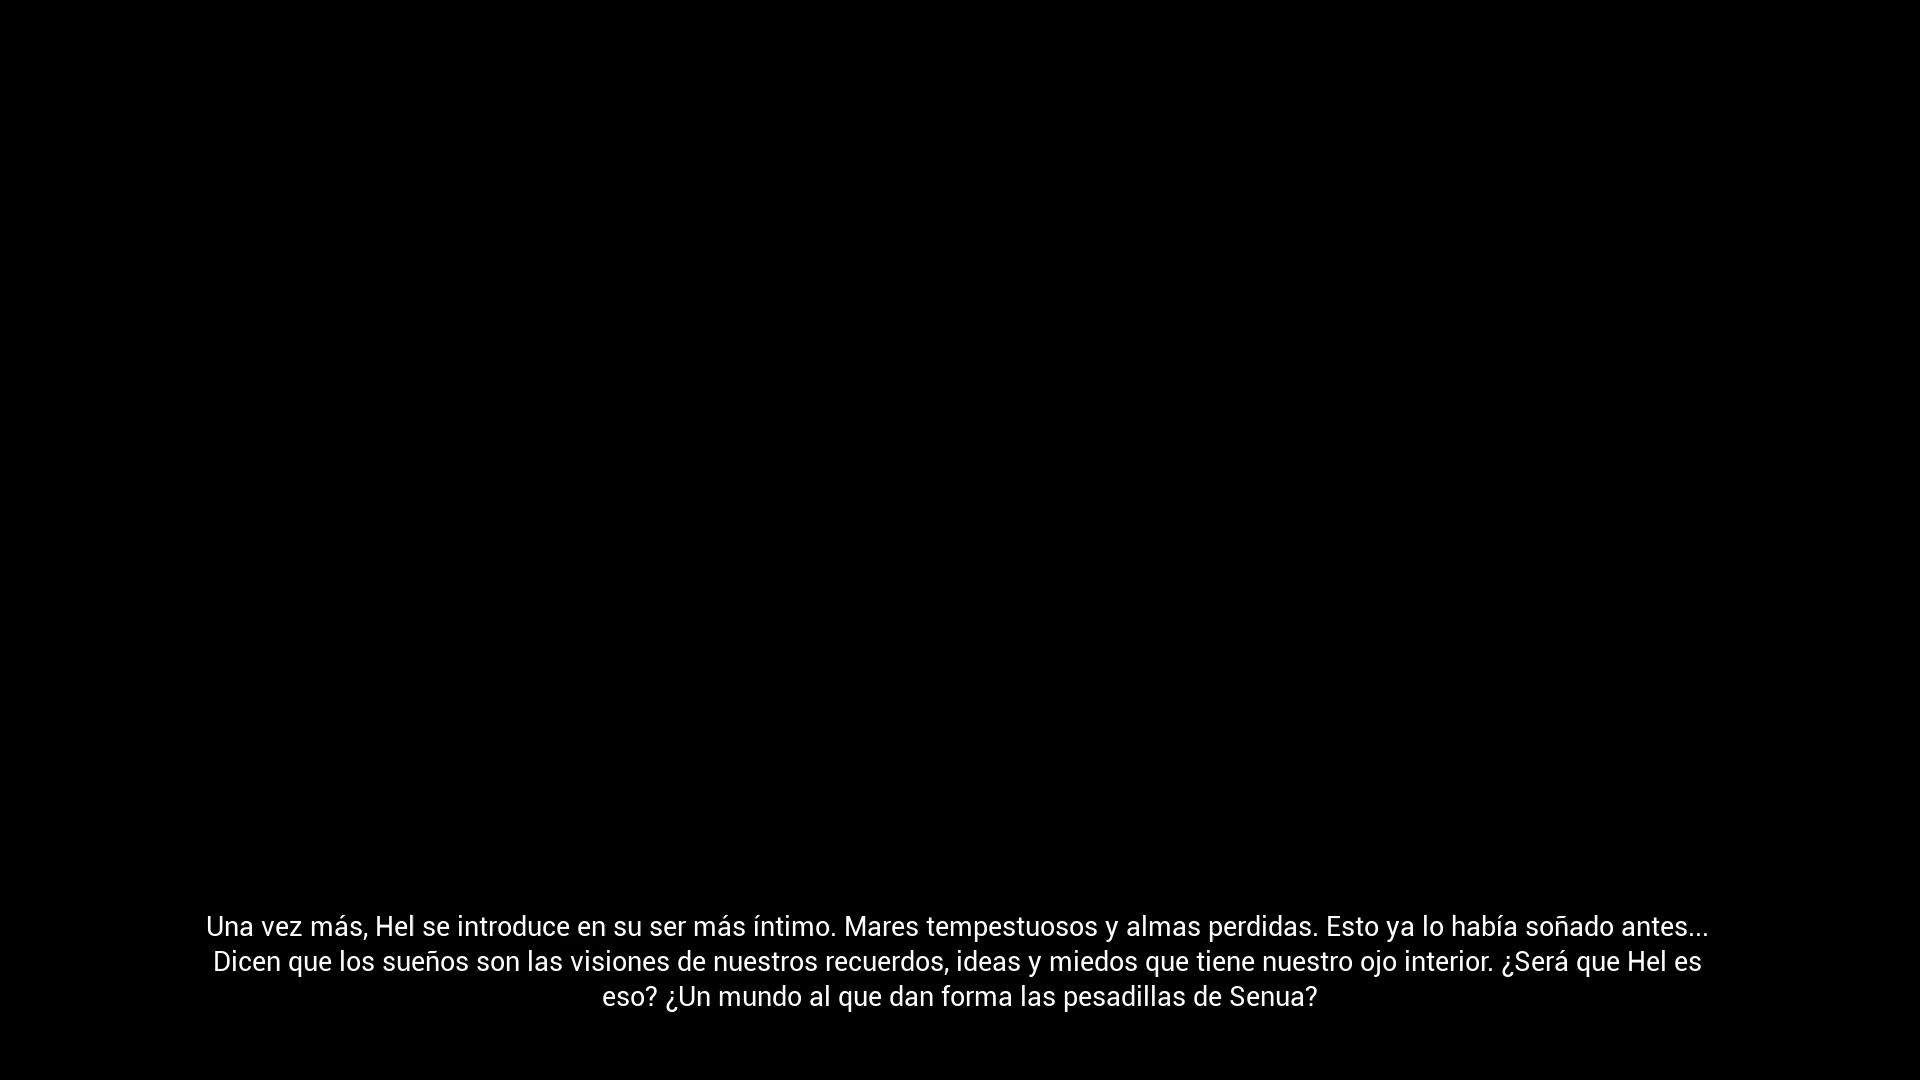 Una vez más, Hel se introduce en su ser más íntimo. Mares tempestuosos y almas perdidas. Esto ya lo había soñado antes...
Dicen que los sueños son las visiones de nuestros recuerdos, ideas y miedos que tiene nuestro ojo interior. ¿Será que Hel es
eso? ¿Un mundo al que dan forma las pesadillas de Senua?